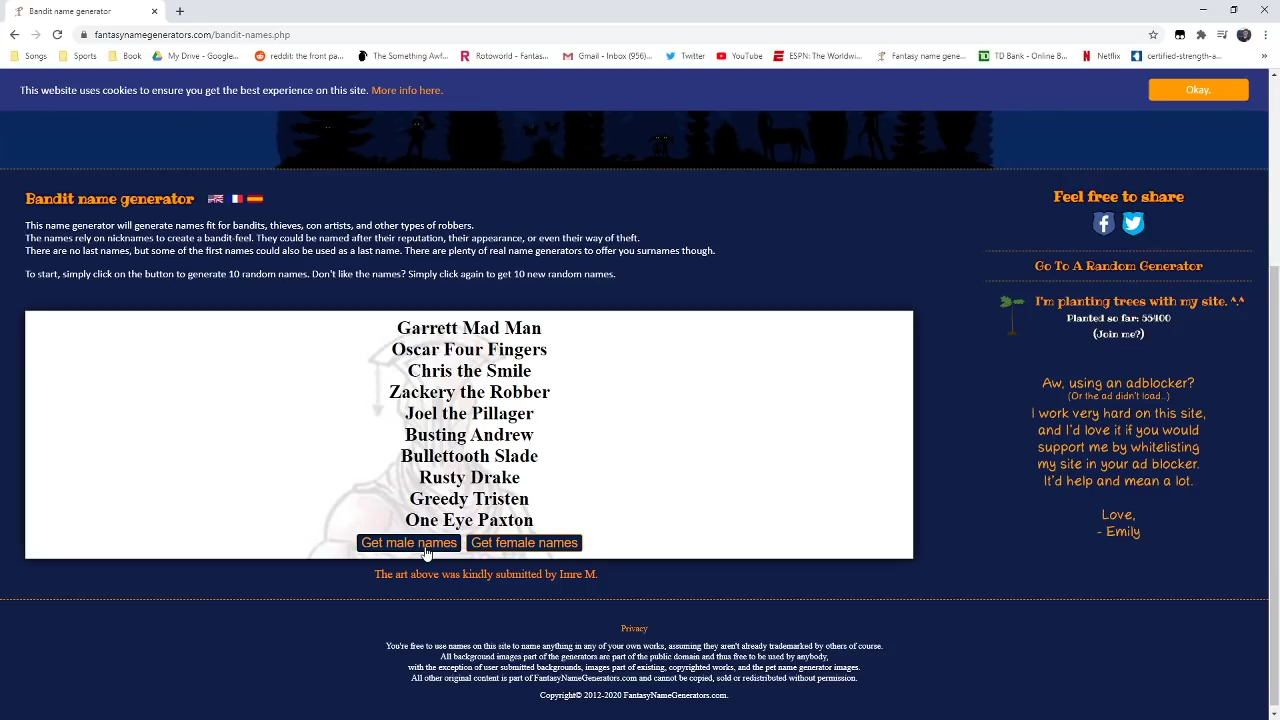 Bandit name generator
fantasynamegenerators.com/bandit-names.php
Songs
Sports
Book
My Drive - Google...
reddit: the front pa...
The Something Awf...
Rotoworld - Fantas...
Gmail - Inbox (956)...
Twitter
YouTube
ESPN: The Worldwi...
Fantasy name gene...
TD Bank - Online B...
Netflix
certified-strength-a...
This website uses cookies to ensure you get the best experience on this site. More info here.
Okay.
Bandit name generator
This name generator will generate names fit for bandits, thieves, con artists, and other types of robbers.
The names rely on nicknames to create a bandit-feel. They could be named after their reputation, their appearance, or even their way of theft.
There are no last names, but some of the first names could also be used as a last name. There are plenty of real name generators to offer you surnames though.
To start, simply click on the button to generate 10 random names. Don't like the names? Simply click again to get 10 new random names.
Garrett Mad Man
Oscar Four Fingers
Chris the Smile
Zackery the Robber
Joel the Pillager
Busting Andrew
Bullettooth Slade
Rusty Drake
Greedy Tristen
One Eye Paxton
Get male names
Get female names
The art above was kindly submitted by Imre M.
Feel free to share
Go To A Random Generator
I'm planting trees with my site. ^.^
Planted so far: 55400
(Join me?)
Aw, using an adblocker?
(Or the ad didn't load...)
I work very hard on this site,
and I'd love it if you would
support me by whitelisting
my site in your ad blocker.
It'd help and mean a lot.
Love,
- Emily
Privacy
You're free to use names on this site to name anything in any of your own works, assuming they aren't already trademarked by others of course.
All background images part of the generators are part of the public domain and thus free to be used by anybody,
with the exception of user submitted backgrounds, images part of existing, copyrighted works, and the pet name generator images.
All other original content is part of FantasyNameGenerators.com and cannot be copied, sold or redistributed without permission.
Copyright© 2012-2020 FantasyNameGenerators.com.